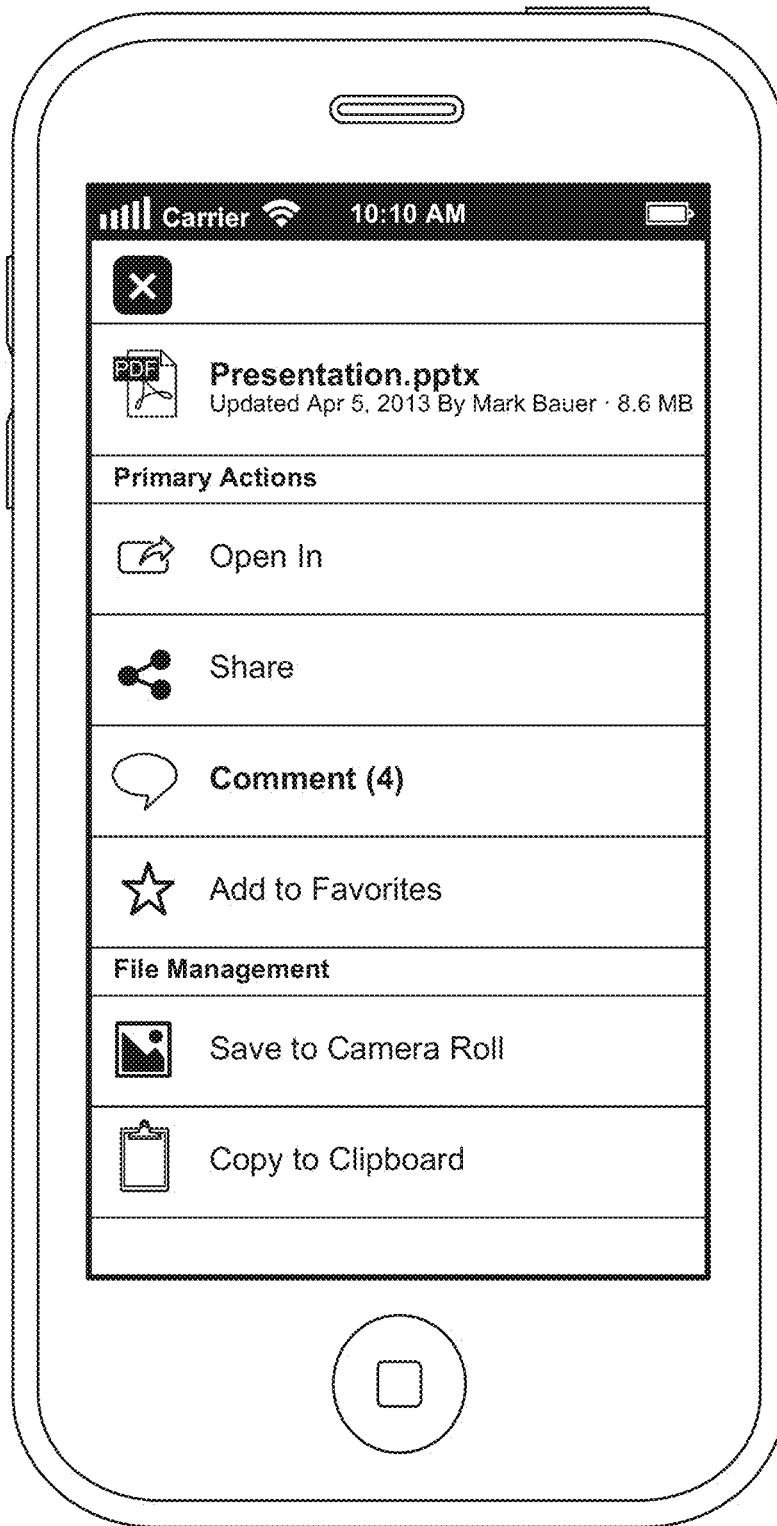 Carrier 10:10 AM
PDF
Presentation.pptx
Updated Apr 5, 2013 By Mark Bauer · 8.6 MB
Primary Actions
Open In
Share
Comment (4)
Add to Favorites
File Management
Save to Camera Roll
Copy to Clipboard